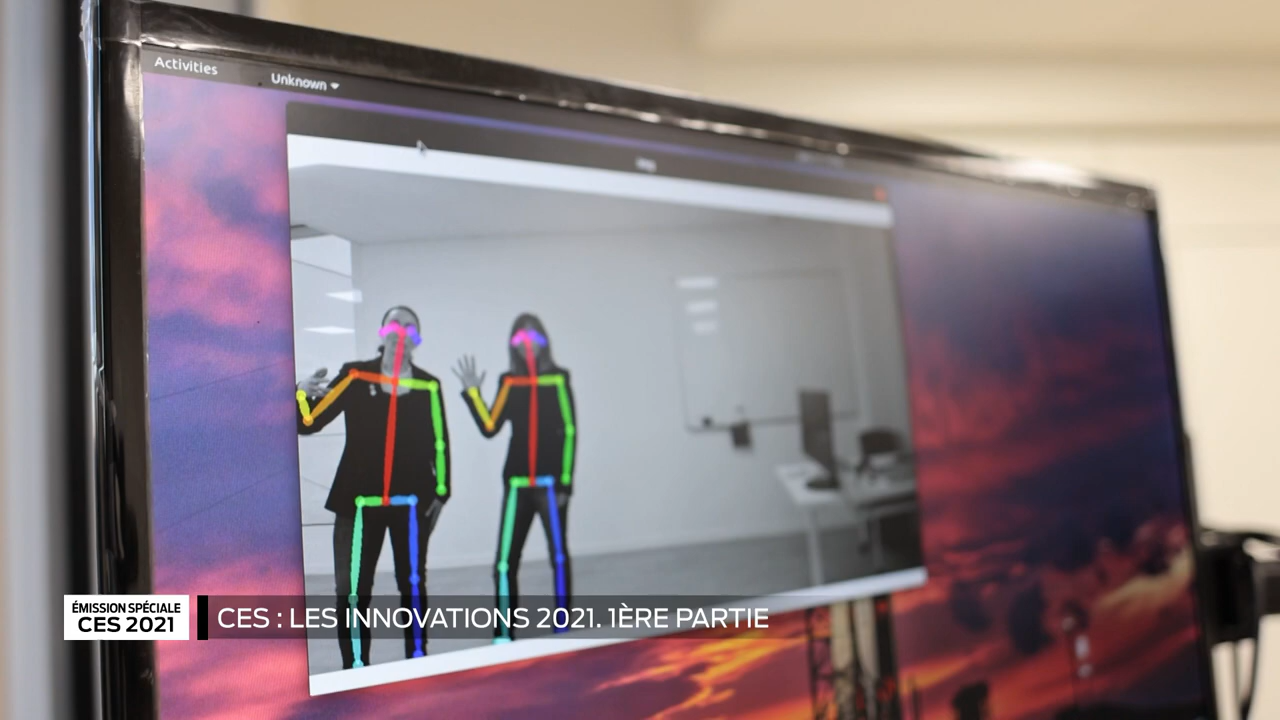 Activities
Unknown
ÉMISSION SPÉCIALE
CES 2021
CES : LES INNOVATIONS 2021. 1ÈRE PARTIE